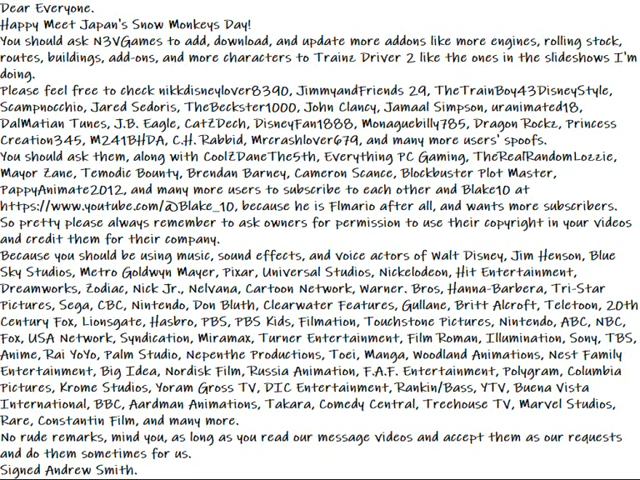 Dear Everyone.
Happy Meet Japan's Snow Monkeys Day!
You should ask N3VGames to add, download, and update more addons like more engines, rolling stock,
routes, buildings, add-ons, and more characters to Trainz Driver 2 like the ones in the slideshows I'm
doing.
Please feel free to check nikkdisneylover8390, JimmyandFriends 29, TheTrainBoy43DisneyStyle,
Scampnocchio, Jared Sedoris, TheBeckster1000, John Clancy, Jamaal Simpson, uranimated18,
DalMatian Tunes, J.B. Eagle, CatZDech, DisneyFan1888, Monaguebilly785, Dragon Rockz, Princess
Creation345, M241BHDA, C.H. Rabbid, Mrcrashlover679, and many more users' spoofs.
You should ask them, along with CoolZDaneThe5th, Everything PC Gaming, TheRealRandomLozzie,
Mayor Zane, Temodic Bounty, Brendan Barney, Cameron Scance, Blockbuster Plot Master,
PappyAnimate2012, and many more users to subscribe to each other and Blake10 at
https://www.youtube.com/@Blake_10, because he is Flmario after all, and wants more subscribers.
So pretty please always remember to ask owners for permission to use their copyright in your videos
and credit them for their company.
Because you should be using music, sound effects, and voice actors of Walt Disney, Jim Henson, Blue
Sky Studios, Metro Goldwyn Mayer, Pixar, Universal Studios, Nickelodeon, Hit Entertainment,
Dreamworks, Zodiac, Nick Jr., Nelvana, Cartoon Network, Warner. Bros, Hanna-Barbera, Tri-Star
Pictures, Sega, CBC, Nintendo, Don Bluth, Clearwater Features, Gullane, Britt Alcroft, Teletoon, 20th
Century Fox, Lionsgate, Hasbro, PBS, PBS Kids, Filmation, Touchstone Pictures, Nintendo, ABC, NBC,
Fox, USA Network, Syndication, Miramax, Turner Entertainment, Film Roman, Illumination, Sony, TBS,
Anime, Rai YoYo, Palm Studio, Nepenthe Productions, Toei, Manga, Woodland Animations, Nest Family
Entertainment, Big Idea, Nordisk Film, Russia Animation, F.A.F. Entertainment, Polygram, Columbia
Pictures, Krome Studios, Yoram Gross TV, DIC Entertainment, Rankin/Bass, YTV, Buena Vista
International, BBC, Aardman Animations, Takara, Comedy Central, Treehouse TV, Marvel Studios,
Rare, Constantin Film, and many more.
No rude remarks, mind you, as long as you read our message videos and accept them as our requests
and do them sometimes for us.
Signed Andrew Smith.